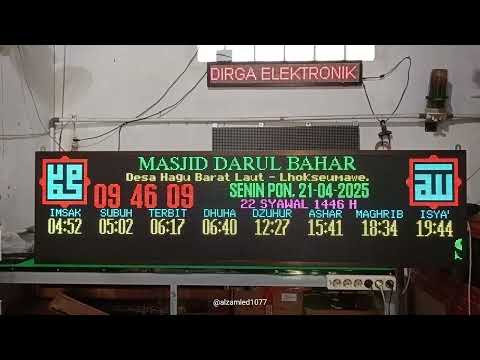 DIRGA ELEKTRONIK
MASJID DARUL BAHAR
Desa Hagu Barat Laut - Lhokseumawe.
09 46 09
SENIN PON. 21-04-2025
22 SYAWAL 1446 H
IMSAK SUBUH TERBIT DHUHA DZUHUR ASHAR MAGHRIB ISYA'
04:52 05:02 06:17 06:40 12:27 15:41 18:34 19:44
@alzamled1077